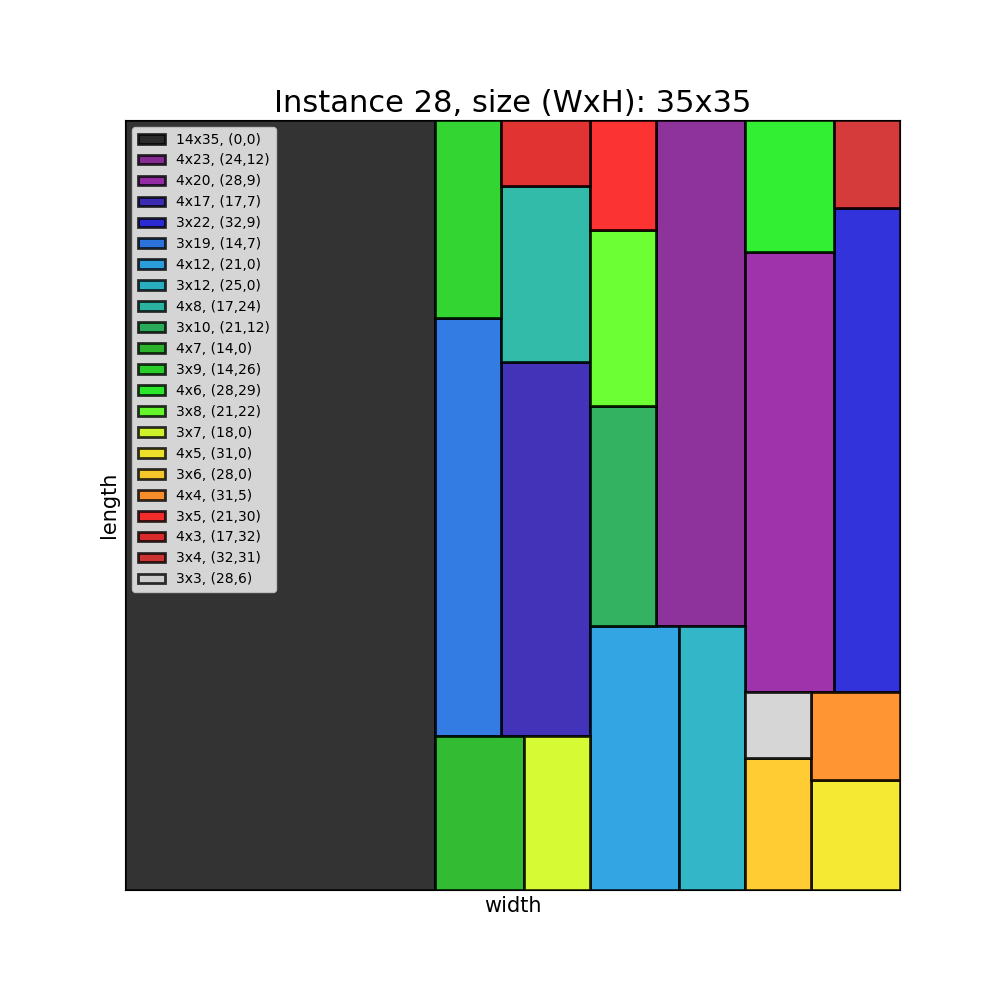 Instance 28, size (WxH): 35x35
14x35, (0,0)
4x23, (24,12)
4x20, (28,9)
4x17, (17,7)
3x22, (32,9)
3x19, (14,7)
4x12, (21,0)
3x12, (25,0)
4x8, (17,24)
3x10, (21,12)
4x7, (14,0)
3x9, (14,26)
4x6, (28,29)
3x8, (21,22)
3x7, (18,0)
4x5, (31,0)
3x6, (28,0)
4x4, (31,5)
3x5, (21,30)
4x3, (17,32)
3x4, (32,31)
3x3, (28,6)
length
width